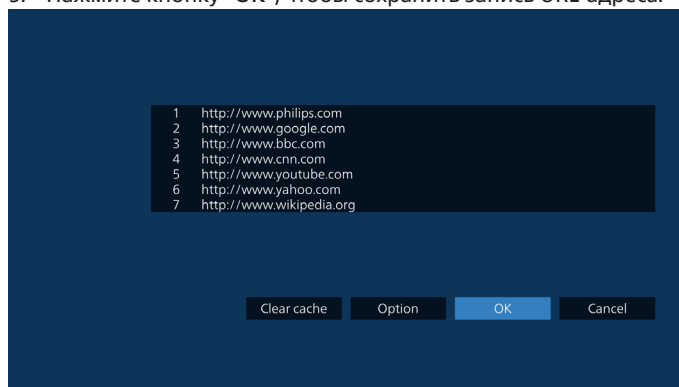 Нажмите кнопку "OK", чтобы сохранить запись URL-адреса.
1 http://www.philips.com
2 http://www.google.com
3 http://www.bbc.com
4 http://www.cnn.com
5 http://www.youtube.com
6 http://www.yahoo.com
7 http://www.wikipedia.org
Clear cache Option OK Cancel